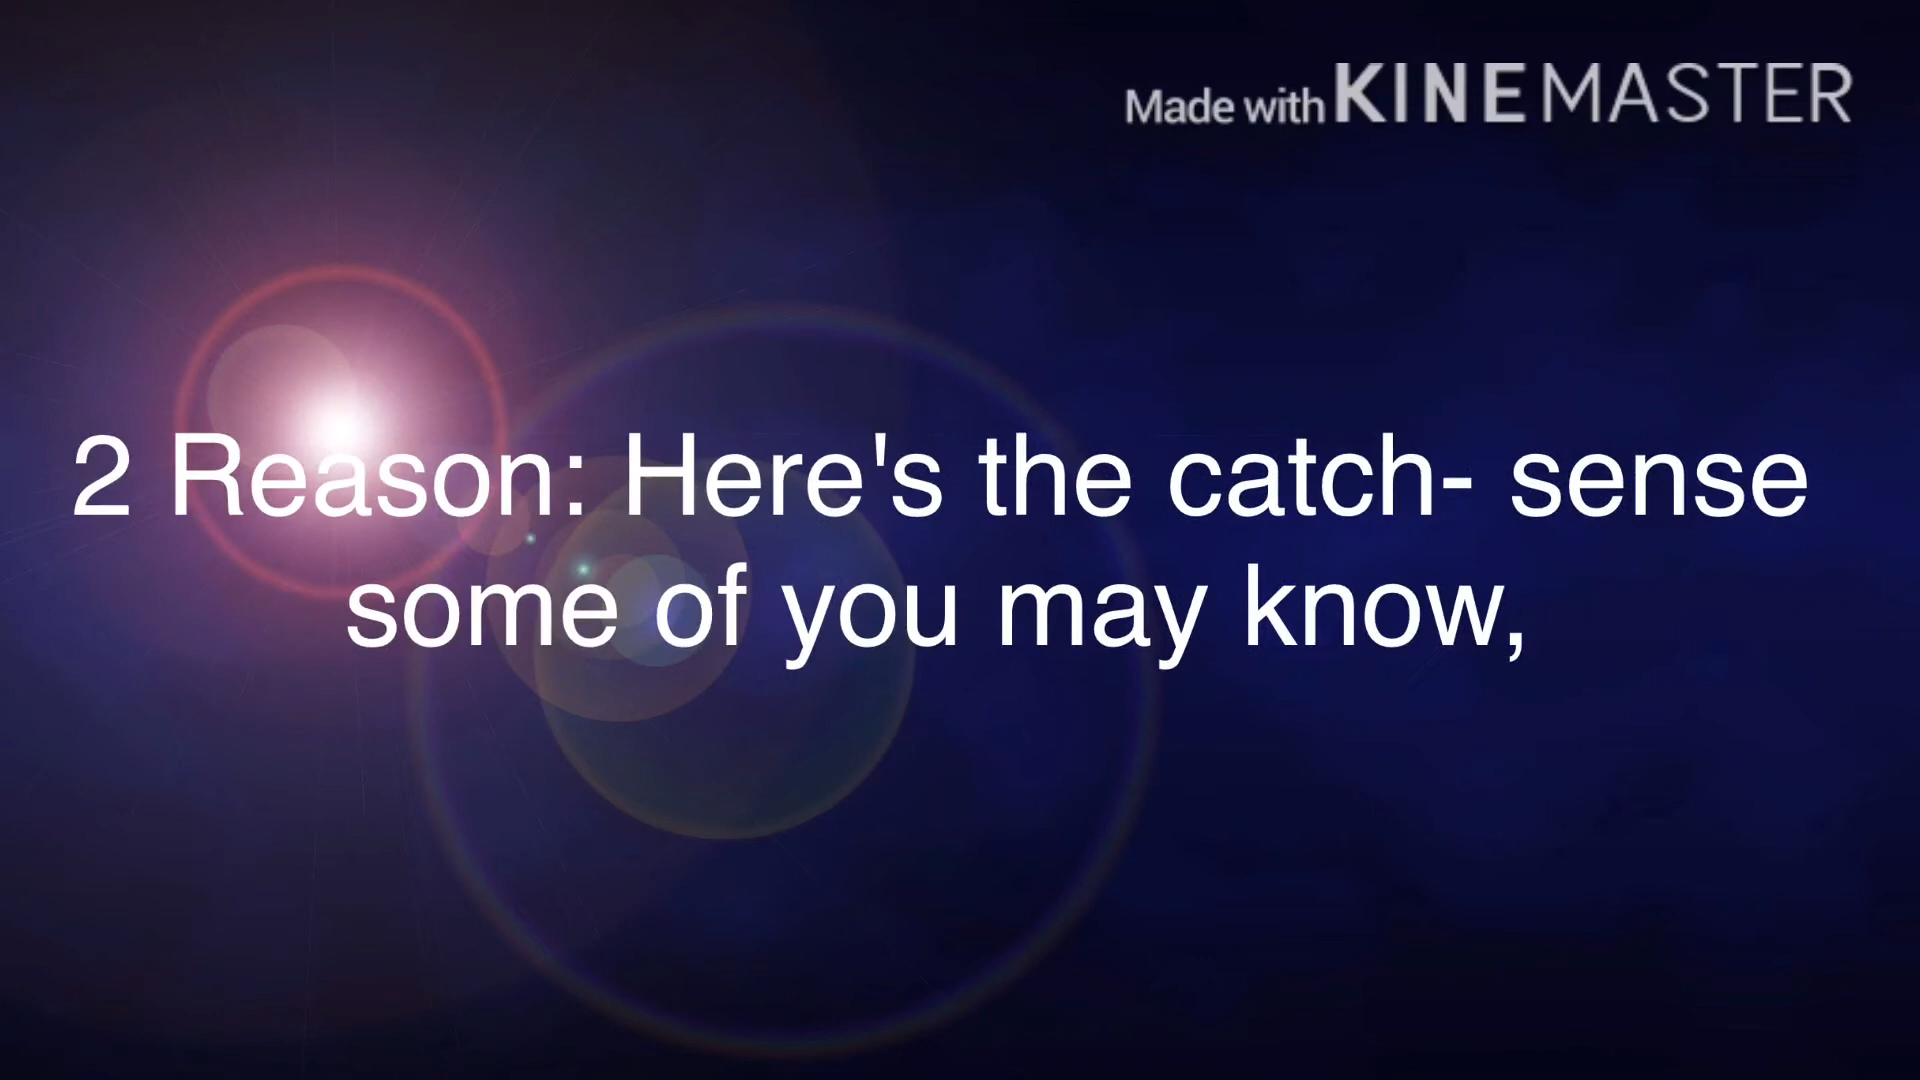 Made with KINEMASTER
2 Reason: Here's the catch- sense
some of you may know,